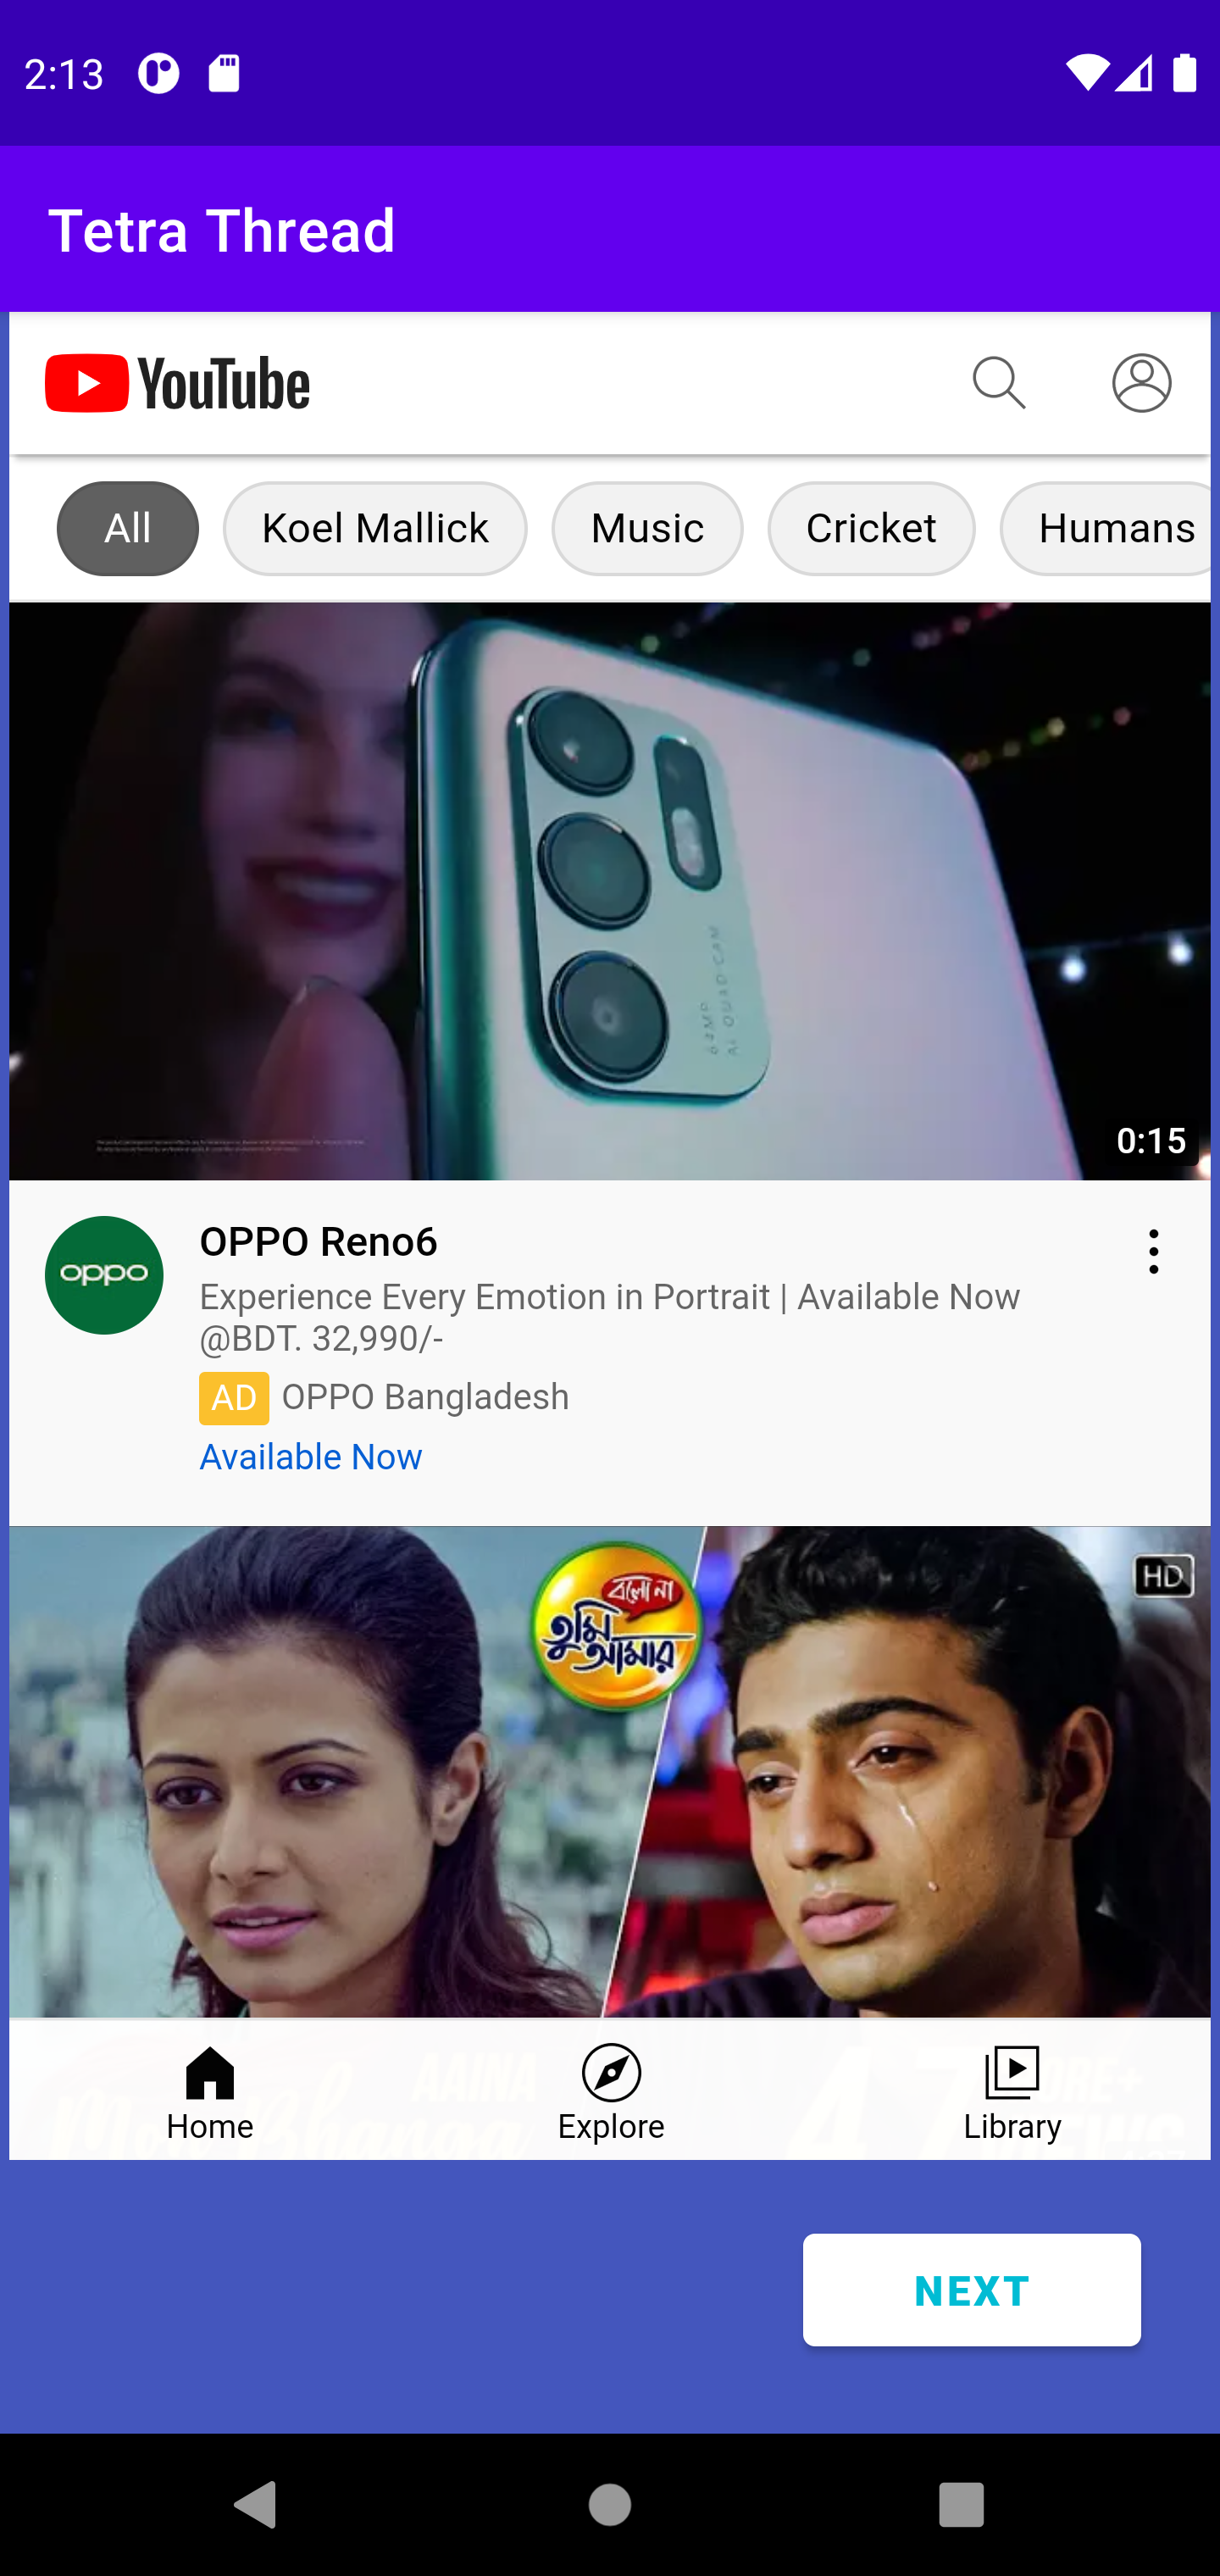 2:13
Tetra Thread
YouTube
All
Koel Mallick
Music
Cricket
Humans
64MP
AI QUAD CAM
0:15
oppo
OPPO Reno6
Experience Every Emotion in Portrait | Available Now
@BDT. 32,990/-
AD OPPO Bangladesh
Available Now
বলো না
তুমি
আমার
HD
AAINA
Home
Explore
Library
NEXT